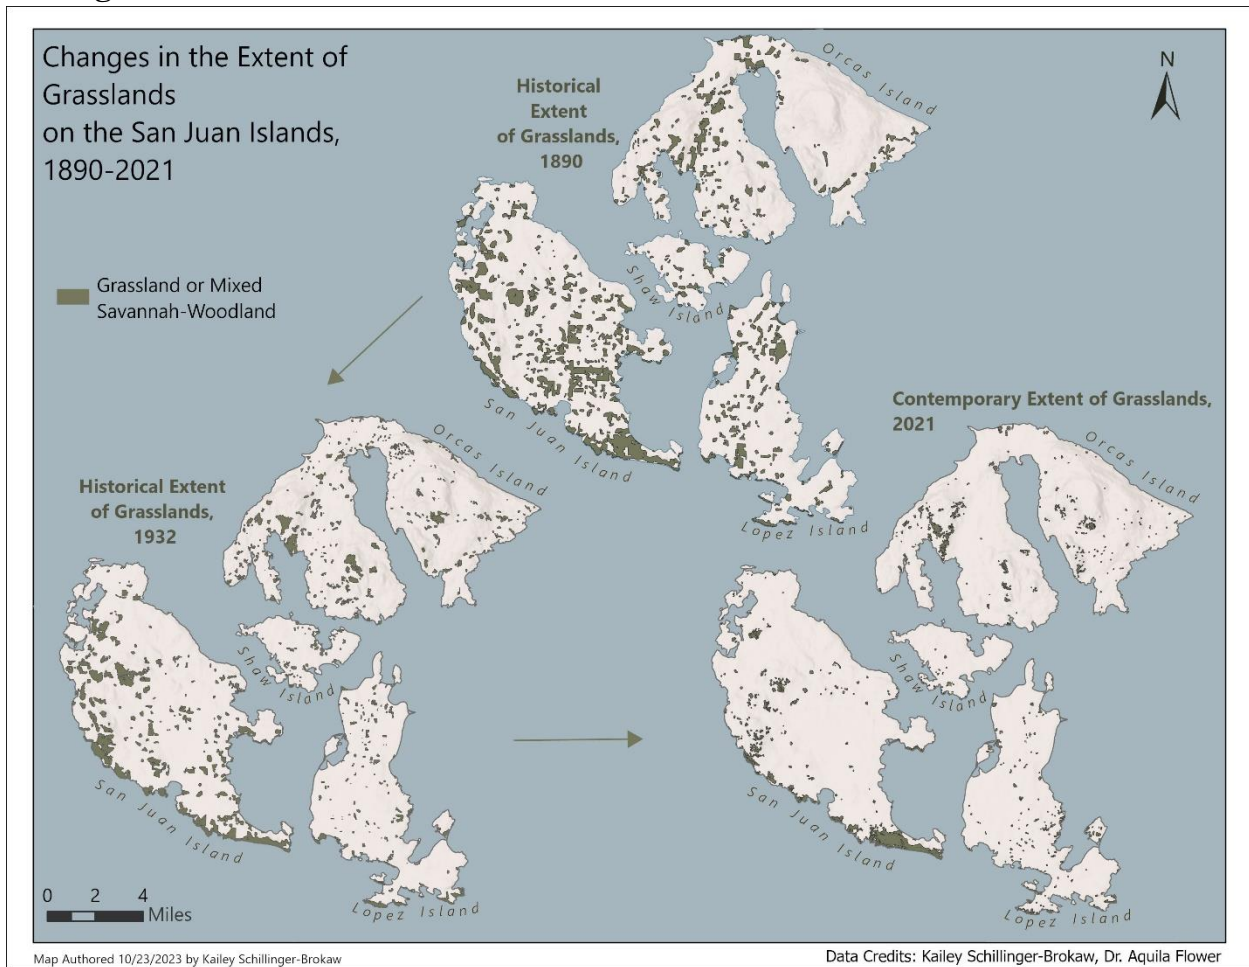 Changes in the Extent of
Grasslands
on the San Juan Islands,
1890-2021
Grassland or Mixed
Savannah-Woodland
Historical
Extent
of Grasslands,
1890
Orcas Island
N
Shaw Island
San Juan Island
Lopez Island
Historical Extent
of Grasslands,
1932
Orcas Island
Shaw Island
San Juan Island
Lopez Island
Contemporary Extent of Grasslands,
2021
Orcas Island
Shaw Island
San Juan Island
Lopez Island
0 2 4
Miles
Map Authored 10/23/2023 by Kailey Schillinger-Brokaw
Data Credits: Kailey Schillinger-Brokaw, Dr. Aquila Flower